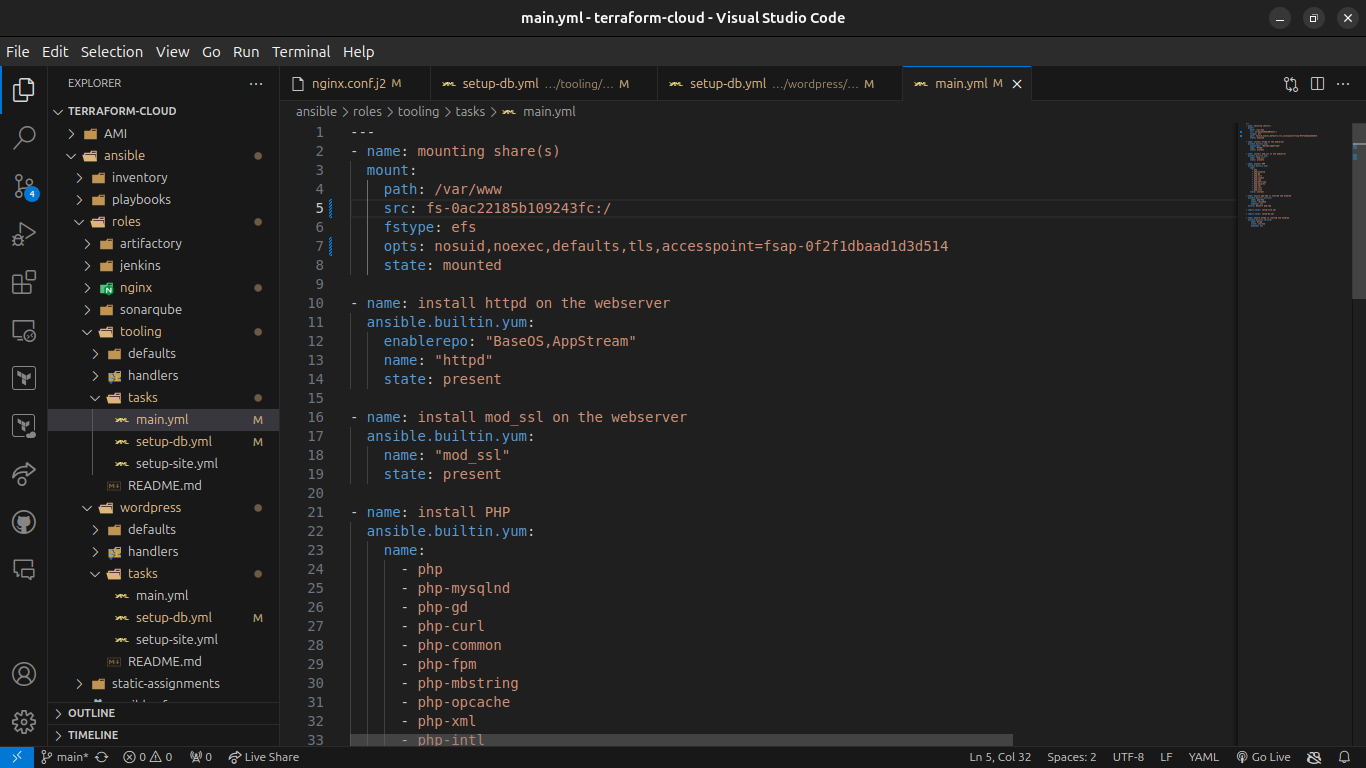 main.yml - terraform-cloud - Visual Studio Code
File Edit Selection View Go Run Terminal Help
EXPLORER
TERRAFORM-CLOUD
AMI
ansible
inventory
playbooks
roles
artifactory
jenkins
nginx
sonarqube
tooling
defaults
handlers
tasks
main.yml M
setup-db.yml M
setup-site.yml
README.md
wordpress
defaults
handlers
tasks
main.yml
setup-db.yml M
setup-site.yml
README.md
static-assignments
OUTLINE
TIMELINE
4
nginx.conf.j2 M
setup-db.yml .../tooling/... M
setup-db.yml .../wordpress/... M
main.yml M
ansible > roles > tooling > tasks > main.yml
1 ---
2 - name: mounting share(s)
3 mount:
4 path: /var/www
5 src: fs-0ac22185b109243fc:/
6 fstype: efs
7 opts: nosuid,noexec,defaults,tls,accesspoint=fsap-0f2f1dbaad1d3d514
8 state: mounted
9
10 - name: install httpd on the webserver
11 ansible.builtin.yum:
12 enablerepo: "BaseOS,AppStream"
13 name: "httpd"
14 state: present
15
16 - name: install mod_ssl on the webserver
17 ansible.builtin.yum:
18 name: "mod_ssl"
19 state: present
20
21 - name: install PHP
22 ansible.builtin.yum:
23 name:
24 - php
25 - php-mysqlnd
26 - php-gd
27 - php-curl
28 - php-common
29 - php-fpm
30 - php-mbstring
31 - php-opcache
32 - php-xml
33 - php-intl
main* 0 0 0 Live Share
Ln 5, Col 32 Spaces: 2 UTF-8 LF YAML Go Live